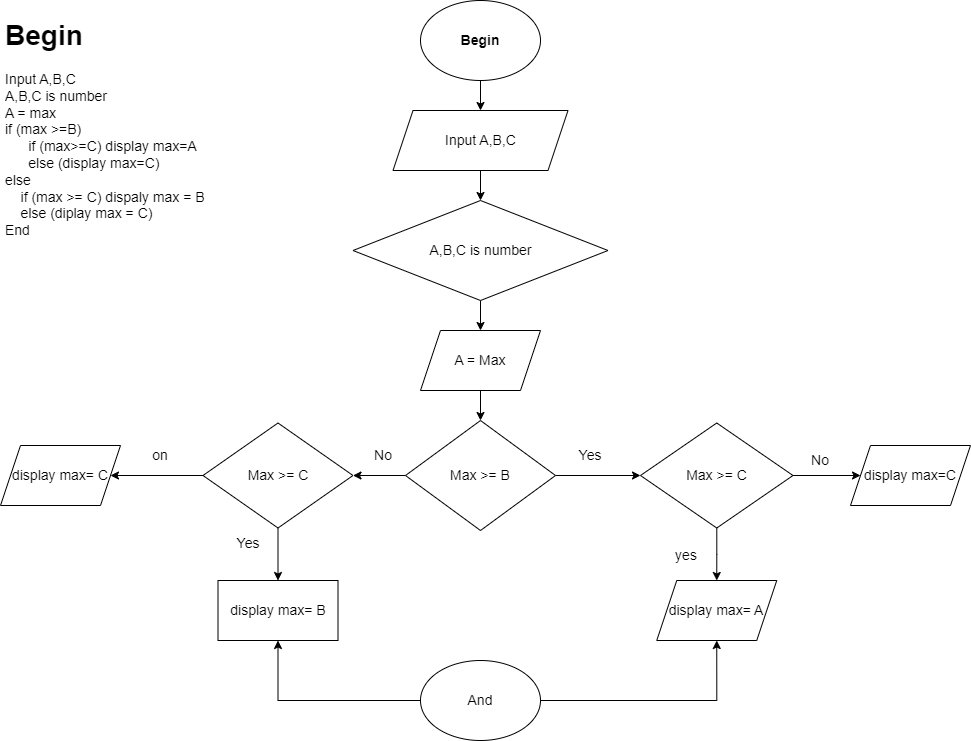 Begin
Input A,B,C
A,B,C is number
A = max
if (max >=B)
if (max>=C) display max=A
else (display max=C)
else
if (max >= C) dispaly max = B
else (diplay max = C)
End
Begin
Input A,B,C
A,B,C is number
A = Max
on
No
Yes
No
display max= C
Max >= C
Max >= B
Max >= C
display max=C
Yes
yes
display max= B
display max= A
And